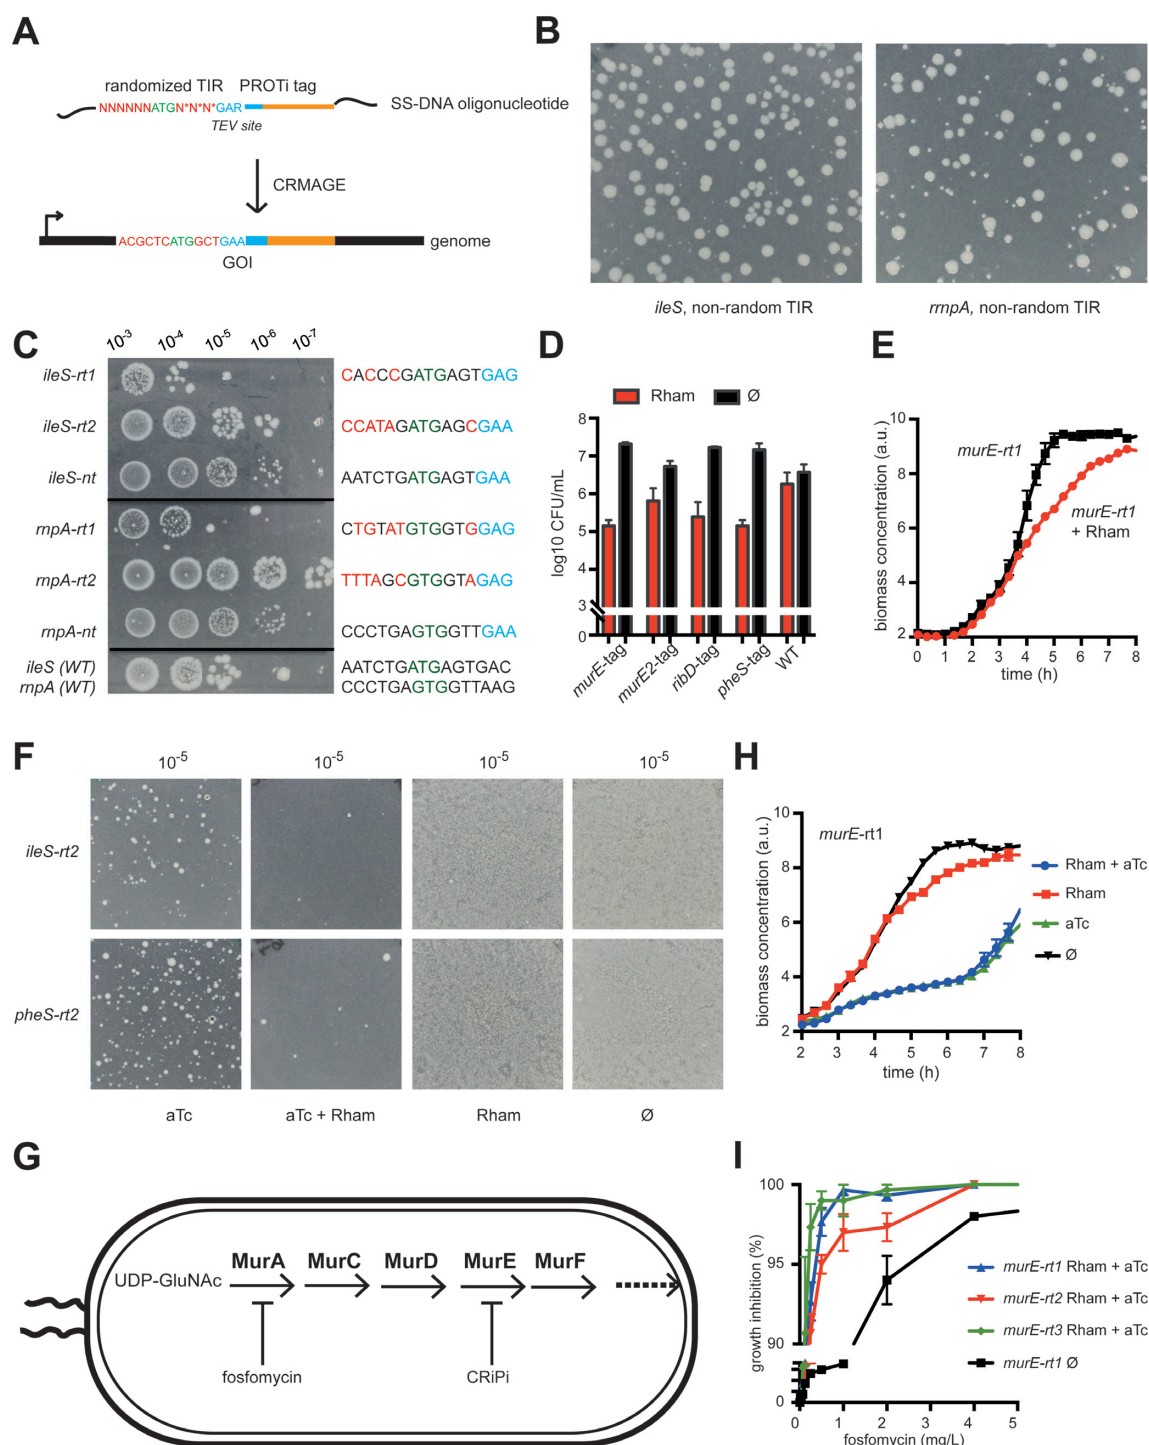 A
randomized TIR PROTi tag
NNNNNNATGN*N*N*GAR
SS-DNA oligonucleotide
TEV site
CRMAGE
ACGCTCATGGCTGAA
genome
GOI
B
ileS, non-random TIR
rrnpA, non-random TIR
C
10-3 10-4 10-5 10-6 10-7
ileS-rt1 CACCCGATGAGTGAG
ileS-rt2 CCATAGATGAGCGAA
ileS-nt AATCTGATGAGTGAA
rnpA-rt1 CTGTATGTGGTGGAG
rnpA-rt2 TTTAGCGTGGTAGAG
rnpA-nt CCCTGAGTGGTTGAA
ileS (WT) AATCTGATGAGTGAC
rnpA (WT) CCCTGAGTGGTTAAG
D
Rham Ø
log10 CFU/mL
8
7
6
5
4
3
0
murE-tag murE2-tag ribD-tag pheS-tag WT
E
biomass concentration (a.u.)
10
8
6
4
2
murE-rt1
murE-rt1
+ Rham
0 1 2 3 4 5 6 7 8
time (h)
F
10-5 10-5 10-5 10-5
ileS-rt2
pheS-rt2
aTc aTc + Rham Rham Ø
H
biomass concentration (a.u.)
10
8
6
4
2
murE-rt1
Rham + aTc
Rham
aTc
Ø
2 3 4 5 6 7 8
time (h)
G
MurA MurC MurD MurE MurF
UDP-GluNAc
fosfomycin CRiPi
I
growth inhibition (%)
100
95
90
0
murE-rt1 Rham + aTc
murE-rt2 Rham + aTc
murE-rt3 Rham + aTc
murE-rt1 Ø
0 1 2 3 4 5
fosfomycin (mg/L)